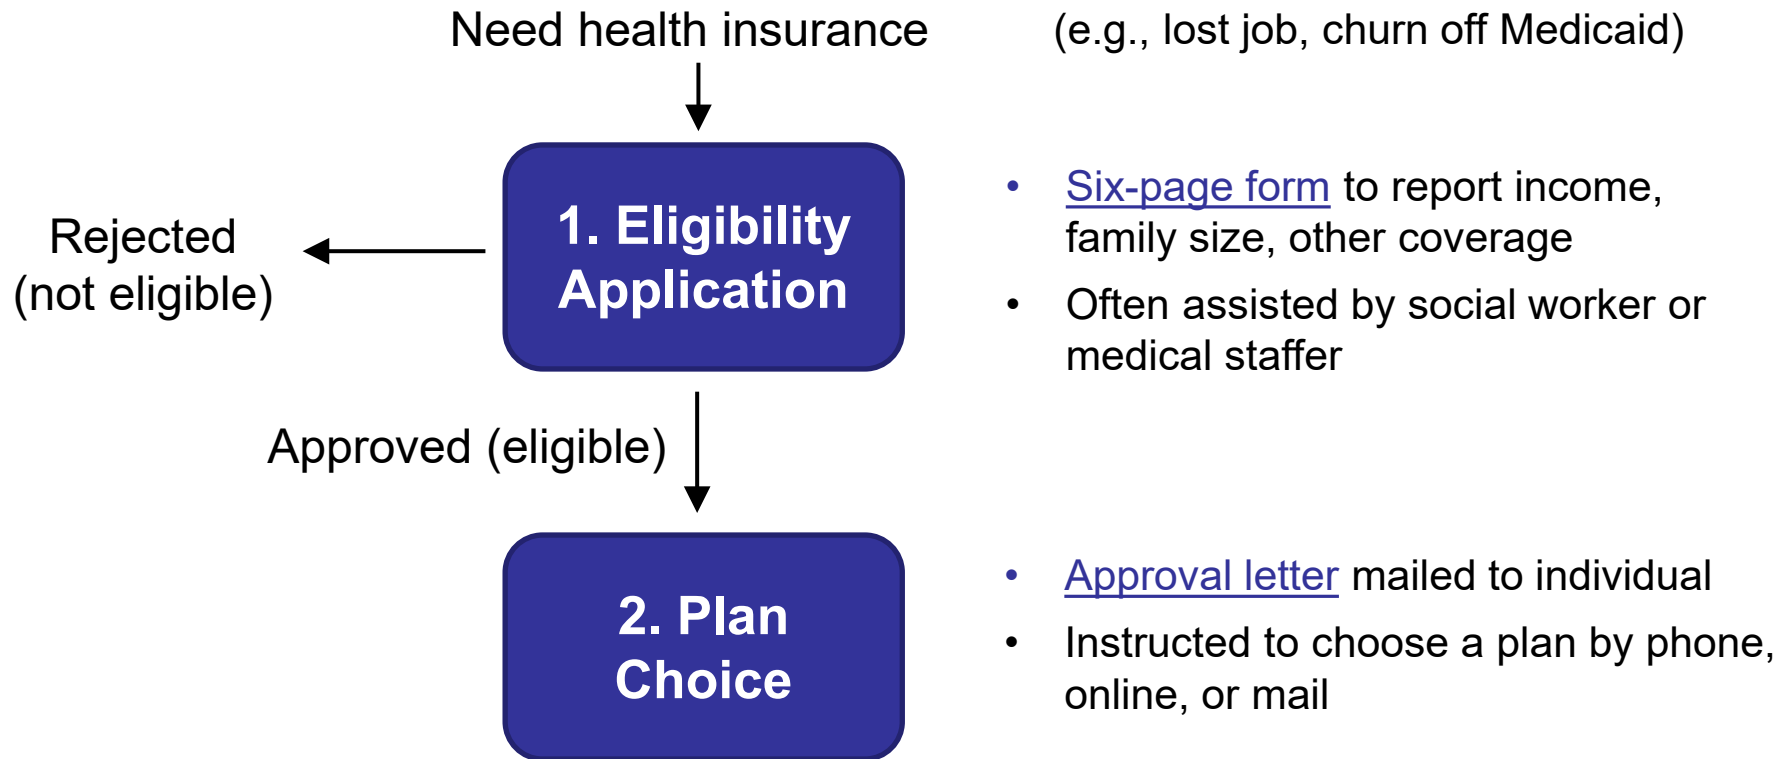 Need health insurance
(e.g., lost job, churn off Medicaid)
1. Eligibility
Application
Rejected
(not eligible)
• Six-page form to report income,
family size, other coverage
• Often assisted by social worker or
medical staffer
Approved (eligible)
2. Plan
Choice
• Approval letter mailed to individual
• Instructed to choose a plan by phone,
online, or mail